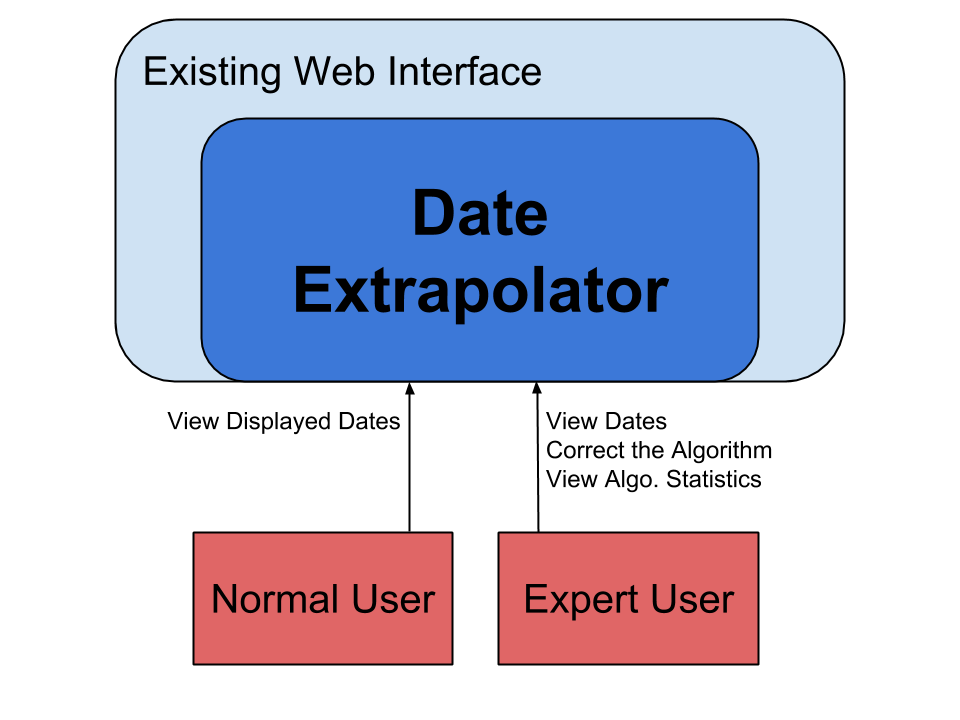 Existing Web Interface
Date
Extrapolator
View Displayed Dates
View Dates
Correct the Algorithm
View Algo. Statistics
Normal User
Expert User